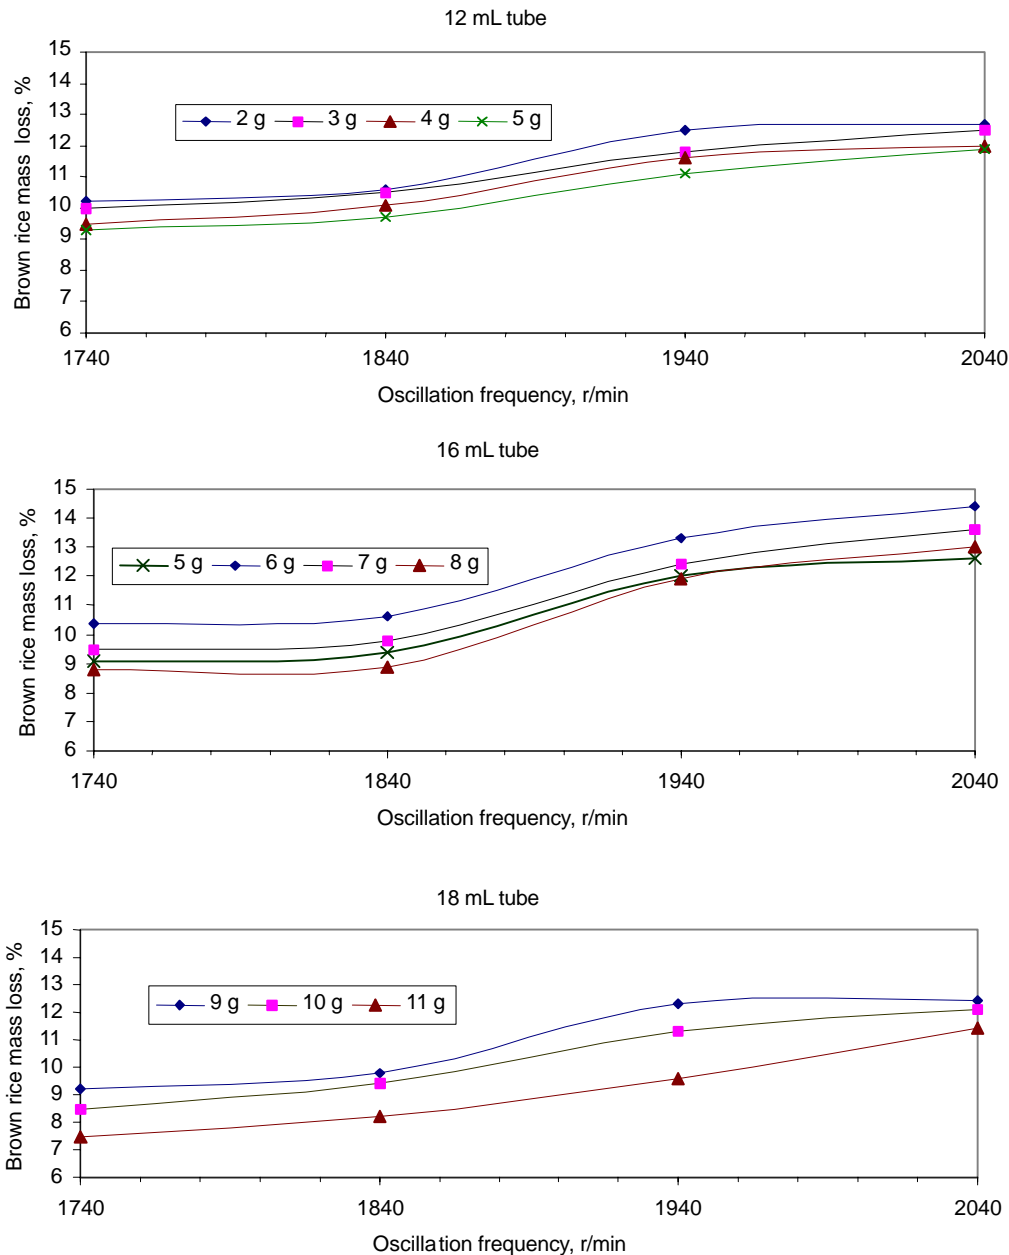 12 mL tube
Brown rice mass loss, %
15
14
13
12
11
10
9
8
7
6
2 g 3 g 4 g 5 g
1740 1840 1940 2040
Oscillation frequency, r/min
16 mL tube
Brown rice mass loss, %
15
14
13
12
11
10
9
8
7
6
5 g 6 g 7 g 8 g
1740 1840 1940 2040
Oscillation frequency, r/min
18 mL tube
Brown rice mass loss, %
15
14
13
12
11
10
9
8
7
6
9 g 10 g 11 g
1740 1840 1940 2040
Oscillation frequency, r/min